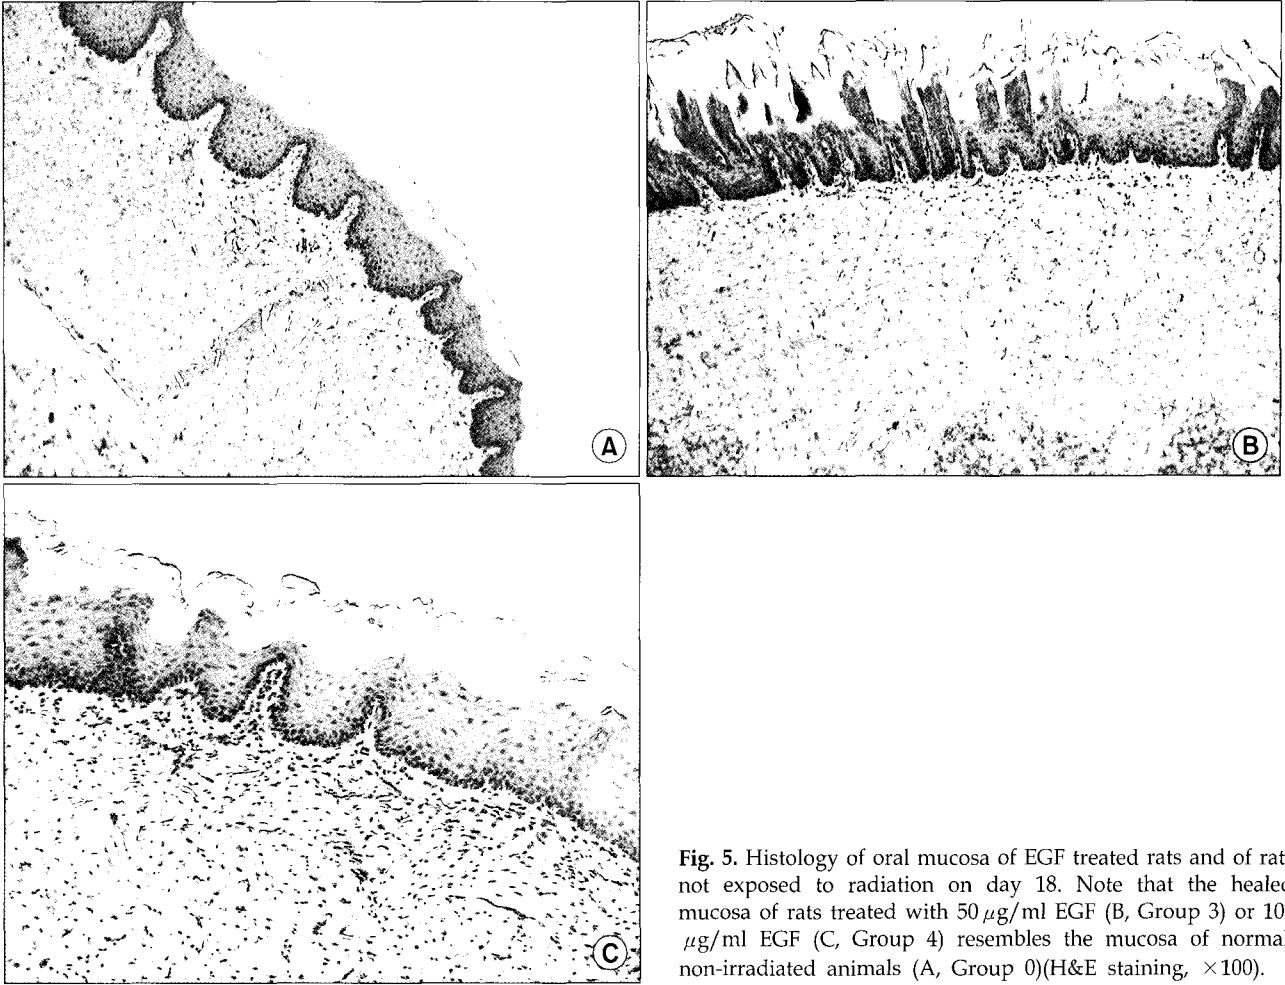 A
B
C
Fig. 5. Histology of oral mucosa of EGF treated rats and of rat
not exposed to radiation on day 18. Note that the healed
mucosa of rats treated with 50 μg/ml EGF (B, Group 3) or 10
μg/ml EGF (C, Group 4) resembles the mucosa of normal
non-irradiated animals (A, Group 0)(H&E staining, ×100).